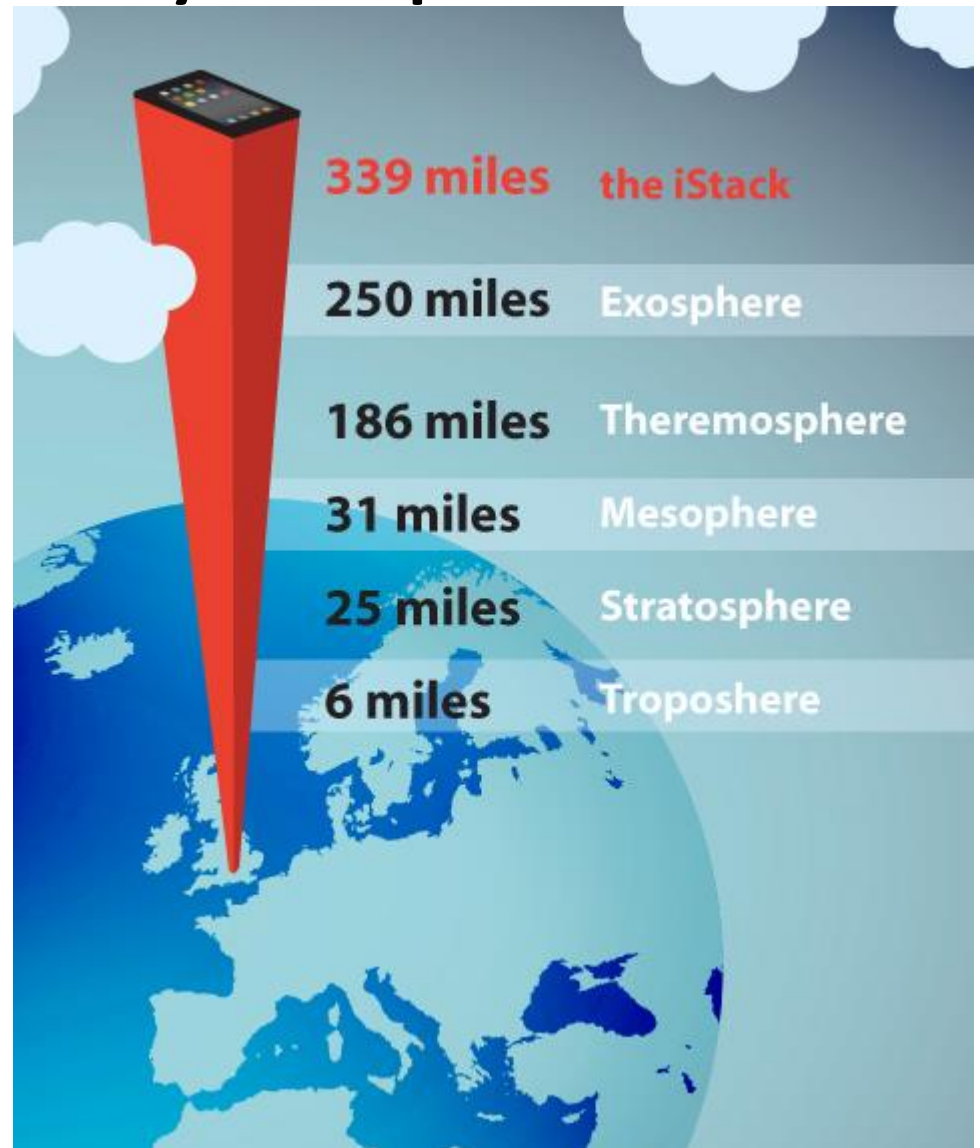 339 miles the iStack
250 miles Exosphere
186 miles Theremosphere
31 miles Mesophere
25 miles Stratosphere
6 miles Troposhere